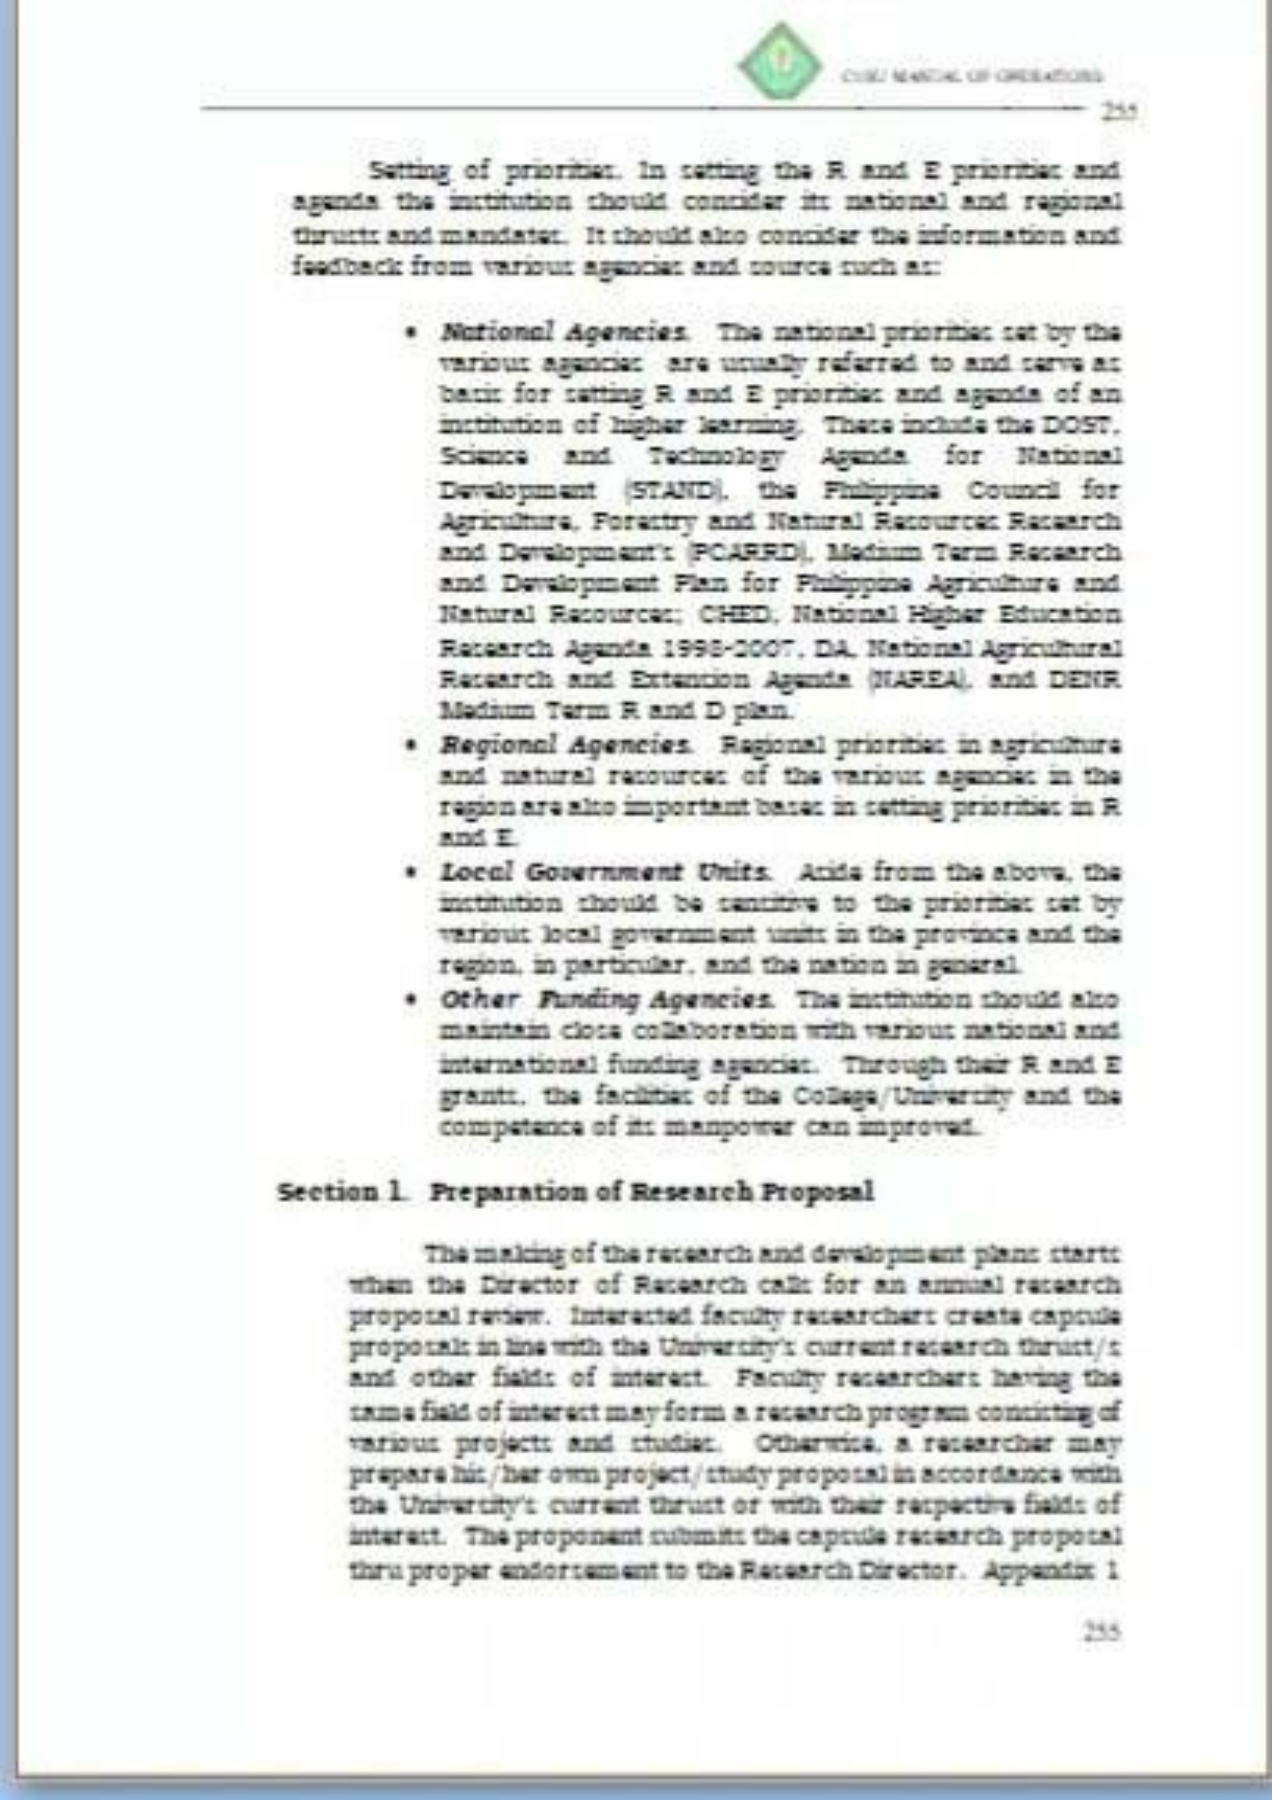 MANUAL OF OPERATIONS
255
Setting of priorities. In setting the R and E priorities and
agenda the institution should consider its national and regional
thrusts and mandates. It should also consider the information and
feedback from various agencies and source such as:
• National Agencies. The national priorities set by the
various agencies are usually referred to and serve as
basis for setting R and E priorities and agenda of an
institution of higher learning. These include the DOST,
Science and Technology Agenda for National
Development (STAND), the Philippine Council for
Agriculture, Forestry and Natural Resources Research
and Development's (PCARRD), Medium Term Research
and Development Plan for Philippine Agriculture and
Natural Resources; CHED, National Higher Education
Research Agenda 1998-2007, DA, National Agricultural
Research and Extension Agenda (NAREA), and DENR
Medium Term R and D plan.
• Regional Agencies. Regional priorities in agriculture
and natural resources of the various agencies in the
region are also important bases in setting priorities in R
and E.
• Local Government Units. Aside from the above, the
institution should be sensitive to the priorities set by
various local government units in the province and the
region, in particular, and the nation in general.
• Other Funding Agencies. The institution should also
maintain close collaboration with various national and
international funding agencies. Through their R and E
grants, the facilities of the College/University and the
competence of its manpower can improved.
Section 1. Preparation of Research Proposal
The making of the research and development plans starts
when the Director of Research calls for an annual research
proposal review. Interested faculty researchers create capsule
proposals in line with the University's current research thrust/s
and other fields of interest. Faculty researchers having the
same field of interest may form a research program consisting of
various projects and studies. Otherwise, a researcher may
prepare his/her own project/study proposal in accordance with
the University's current thrust or with their respective fields of
interest. The proponent submits the capsule research proposal
thru proper endorsement to the Research Director. Appendix 1
255